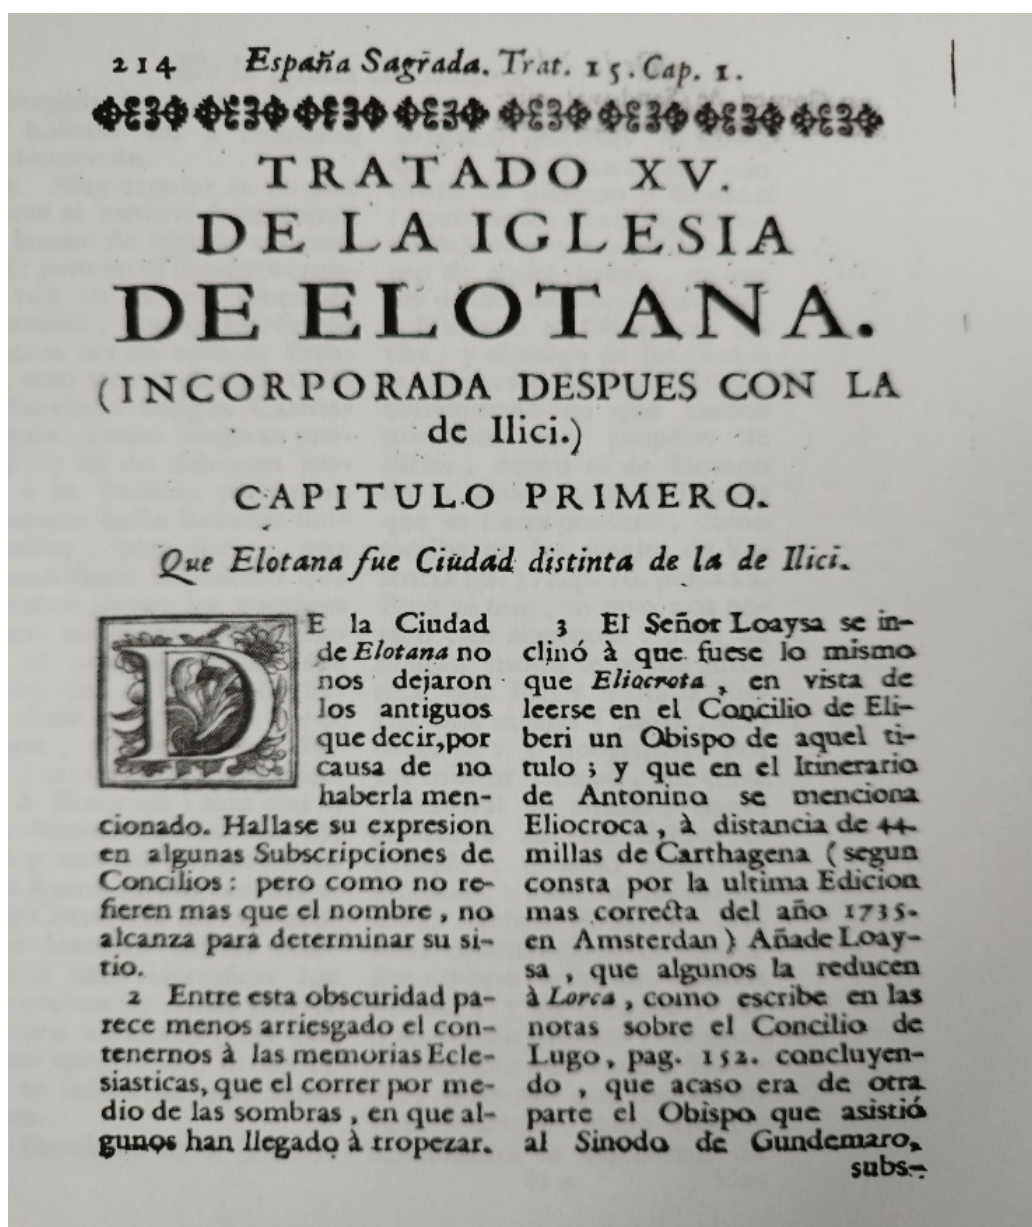 214 España Sagrada. Trat. 15. Cap. 1.
TRATADO XV.
DE LA IGLESIA
DE ELOTANA.
(INCORPORADA DESPUES CON LA
de Ilici.)
CAPITULO PRIMERO.
Que Elotana fue Ciudad distinta de la de Ilici.
DE la Ciudad
de Elotana no
nos dejaron
los antiguos
que decir, por
causa de no
haberla men-
cionado. Hallase su expresion
en algunas Subscripciones de
Concilios: pero como no re-
fieren mas que el nombre, no
alcanza para determinar su si-
tio.
2 Entre esta obscuridad pa-
rece menos arriesgado el con-
tenernos à las memorias Ecle-
siasticas, que el correr por me-
dio de las sombras, en que al-
gunos han llegado à tropezar.
3 El Señor Loaysa se in-
clinó à que fuese lo mismo
que Eliocrota, en vista de
leerse en el Concilio de Eli-
beri un Obispo de aquel ti-
tulo; y que en el Itinerario
de Antonino se menciona
Eliocroca, à distancia de 44.
millas de Carthagena (segun
consta por la ultima Edicion
mas correcta del año 1735.
en Amsterdan) Añade Loay-
sa, que algunos la reducen
à Lorca, como escribe en las
notas sobre el Concilio de
Lugo, pag. 152. concluyen-
do, que acaso era de otra
parte el Obispo que asistió
al Sinodo de Gundemaro,
subs-